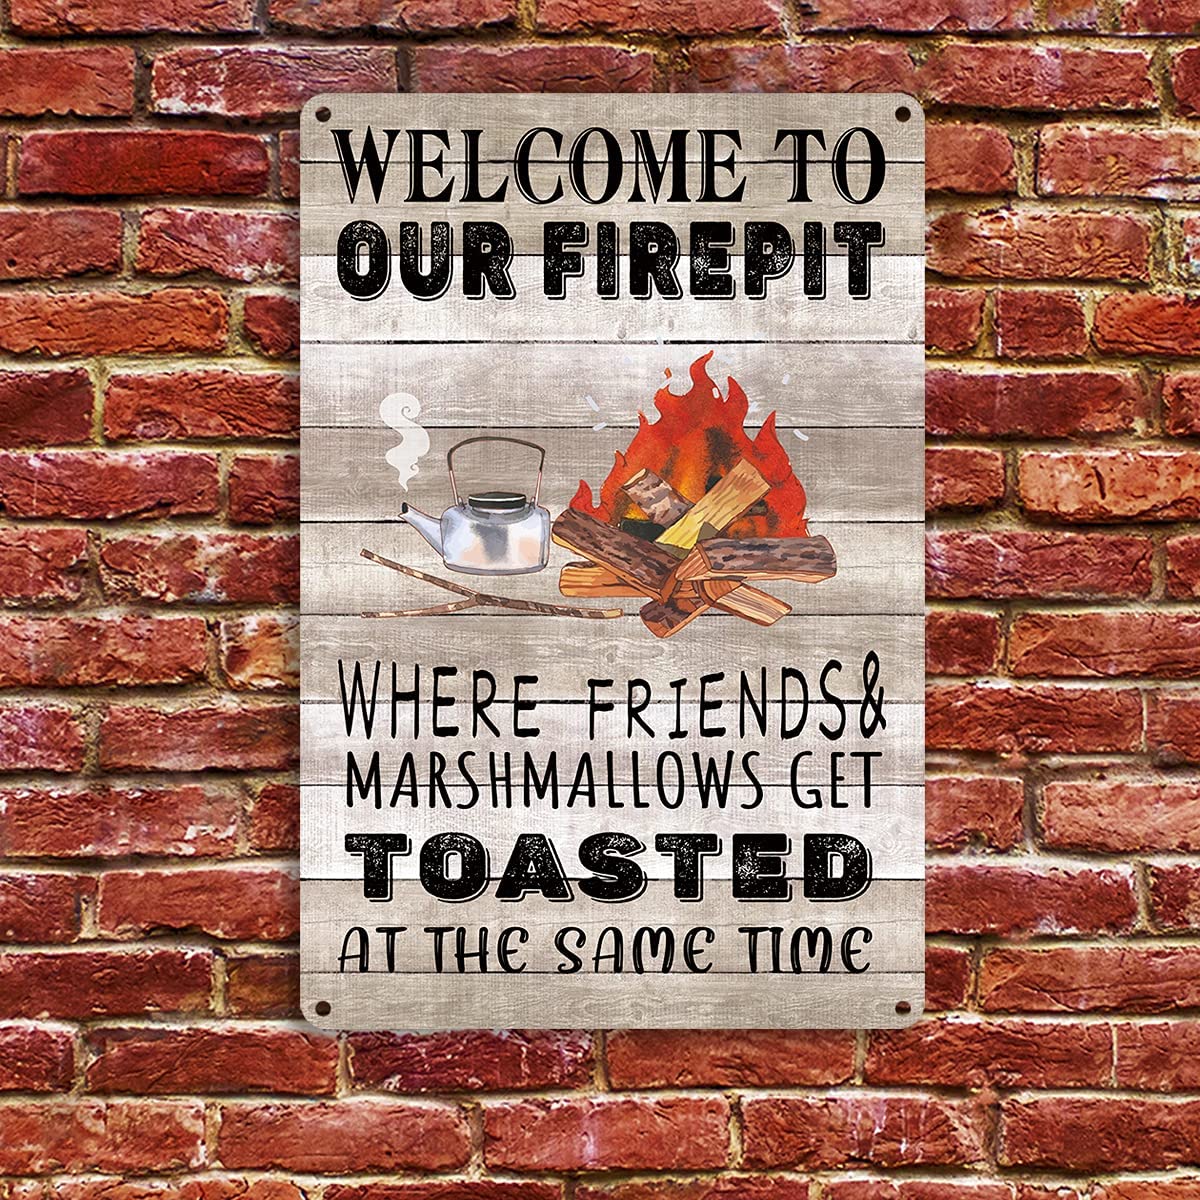 WELCOME TO
OUR FIREPIT
WHERE FRIENDS &
MARSHMALLOWS GET
TOASTED
AT THE SAME TIME